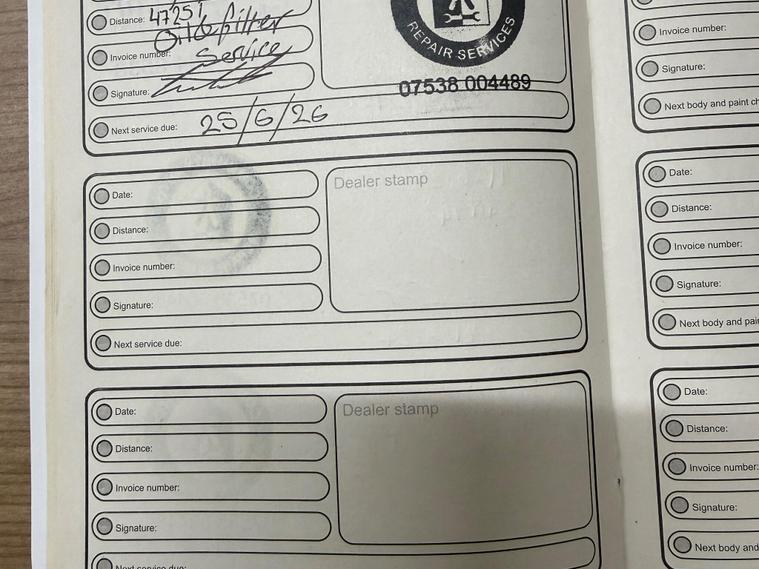 Distance: 47251
Oil & filter
Invoice number: Service
Signature:
Next service due: 25/6/26
REPAIR SERVICES
07538 004489
Date:
Distance:
Invoice number:
Signature:
Next service due:
Dealer stamp
Date:
Distance:
Invoice number:
Signature:
Next service due:
Dealer stamp
Invoice number:
Signature:
Next body and paint ch
Date:
Distance:
Invoice number:
Signature:
Next body and pai
Date:
Distance:
Invoice number:
Signature:
Next body and